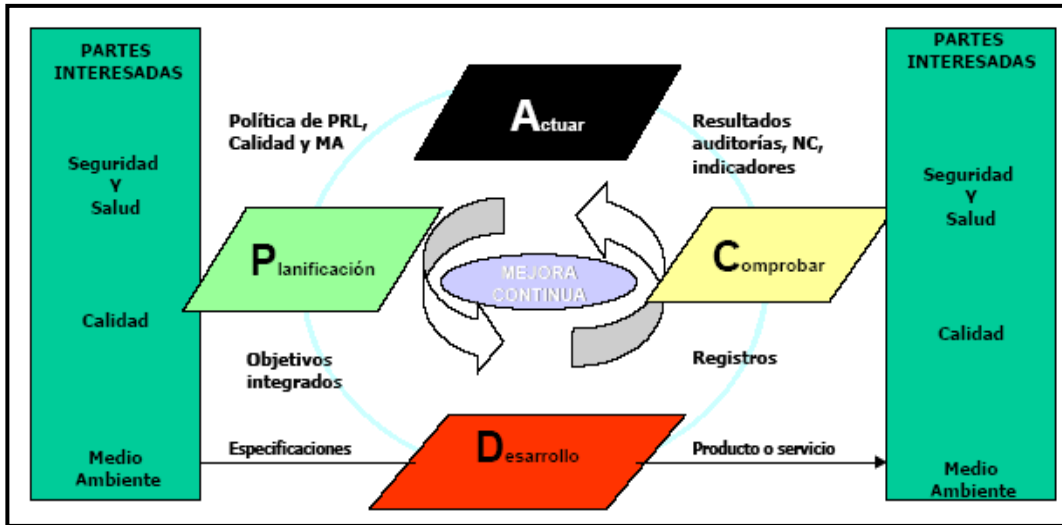 PARTES
INTERESADAS
Seguridad
Y
Salud
Calidad
Medio
Ambiente
Política de PRL,
Calidad y MA
Actuar
Resultados
auditorías, NC,
indicadores
Planificación
MEJORA
CONTINUA
Comprobar
Objetivos
integrados
Registros
Especificaciones
Desarrollo
Producto o servicio
PARTES
INTERESADAS
Seguridad
Y
Salud
Calidad
Medio
Ambiente